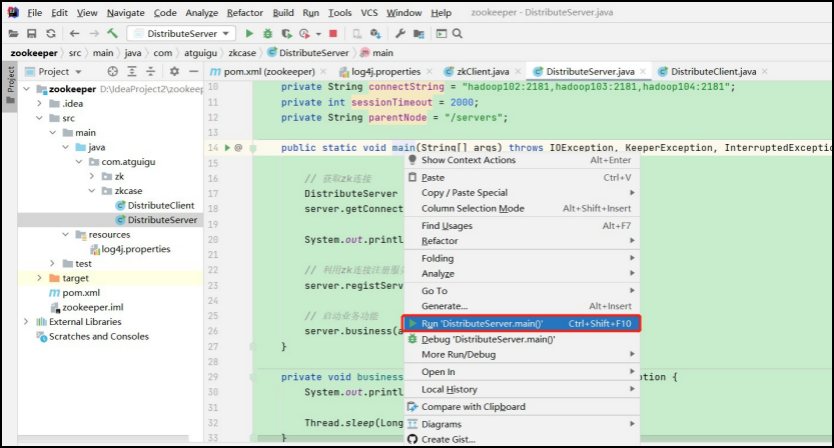 File Edit View Navigate Code Analyze Refactor Build Run Tools VCS Window Help zookeeper - DistributeServer.java
DistributeServer
zookeeper src main java com atguigu zkcase DistributeServer main
Project
Project
pom.xml (zookeeper) log4j.properties zkClient.java DistributeServer.java DistributeClient.java
zookeeper D:\IdeaProject2\zookeep
.idea
src
main
java
com.atguigu
zk
zkcase
DistributeClient
DistributeServer
resources
log4j.properties
test
target
pom.xml
zookeeper.iml
External Libraries
Scratches and Consoles
10 private String connectString = "hadoop102:2181,hadoop103:2181,hadoop104:2181";
11 private int sessionTimeout = 2000;
12 private String parentNode = "/servers";
13
14 public static void main(String[] args) throws IOException, KeeperException, InterruptedExceptio
15
16 // 获取zk连接
17 DistributeServer
18 server.getConnect
19
20 System.out.printl
21
22 // 利用zk连接注册服
23 server.registServ
24
25 // 启动业务功能
26 server.business(a
27 }
28
29 private void business ption {
30 System.out.printl
31
32 Thread.sleep(Long
33 }
Show Context Actions Alt+Enter
Paste Ctrl+V
Copy / Paste Special
Column Selection Mode Alt+Shift+Insert
Find Usages Alt+F7
Refactor
Folding
Analyze
Go To
Generate... Alt+Insert
Run 'DistributeServer.main()' Ctrl+Shift+F10
Debug 'DistributeServer.main()'
More Run/Debug
Open In
Local History
Compare with Clipboard
Diagrams
Create Gist...